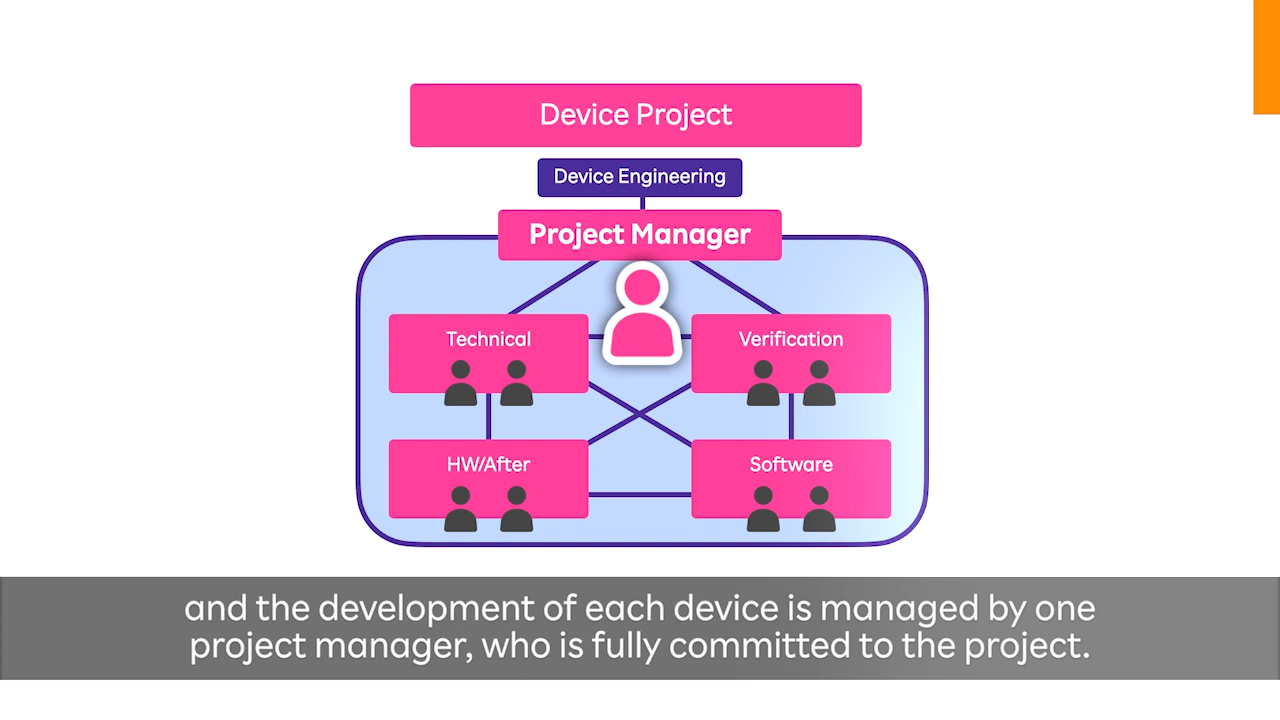 Device Project
Device Engineering
Project Manager
Technical
Verification
HW/After
Software
and the development of each device is managed by one
project manager, who is fully committed to the project.